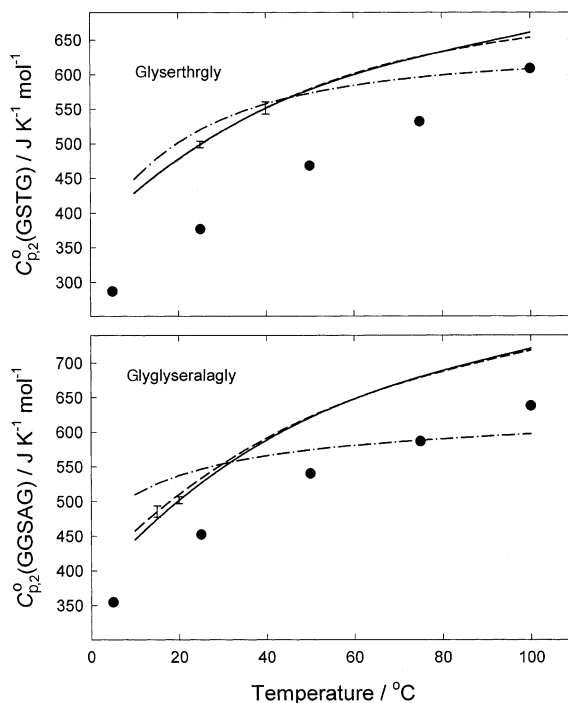 650
600
550
500
450
400
350
300
C°p,2(GSTG) / J K-1 mol-1
Glyserthrgly
700
650
600
550
500
450
400
350
C°p,2(GGSAG) / J K-1 mol-1
Glyglyseralagly
0 20 40 60 80 100
Temperature / °C